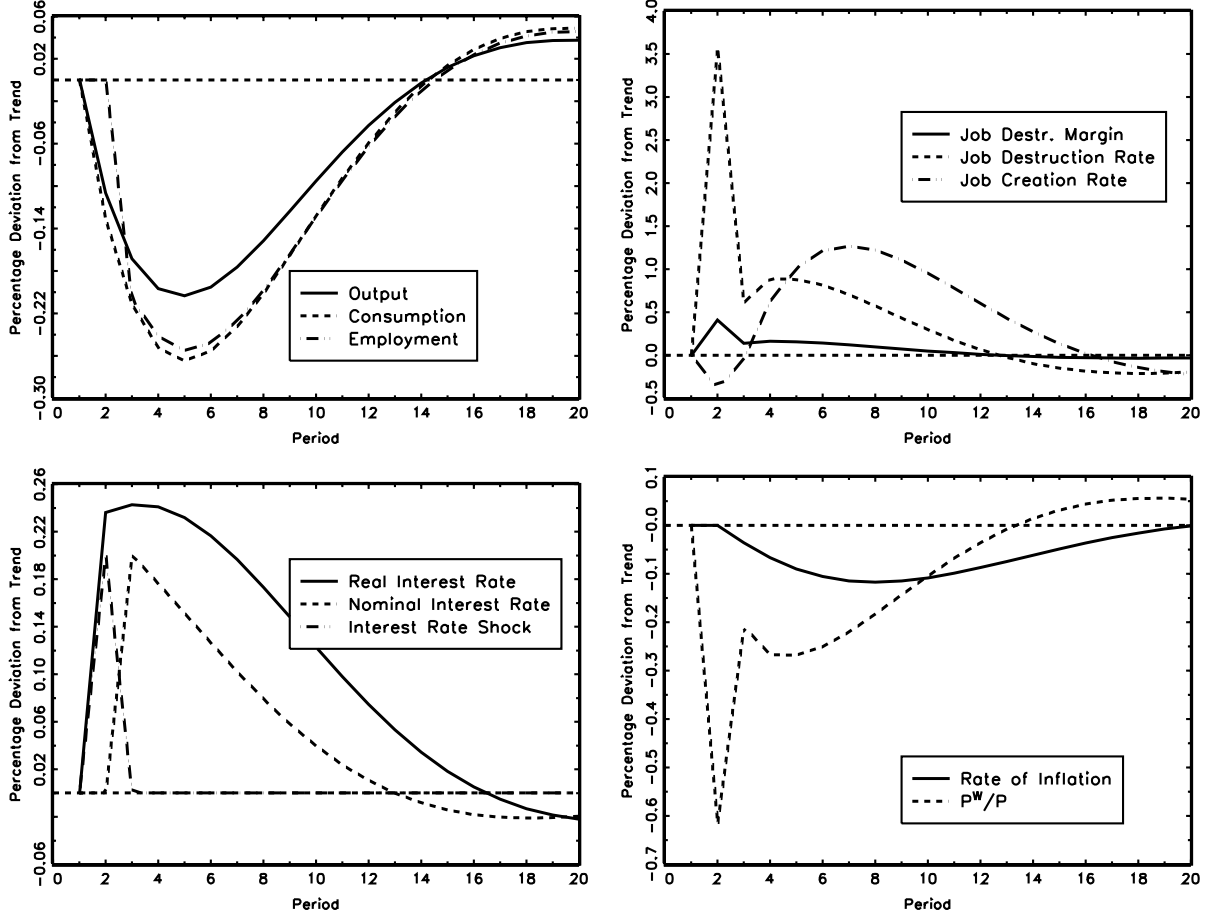 Percentage Deviation from Trend
0.06
0.02
−0.06
−0.14
−0.22
−0.30
Output
Consumption
Employment
0 2 4 6 8 10 12 14 16 18 20
Period
Percentage Deviation from Trend
4.0
3.5
3.0
2.5
2.0
1.5
1.0
0.5
0.0
−0.5
Job Destr. Margin
Job Destruction Rate
Job Creation Rate
0 2 4 6 8 10 12 14 16 18 20
Period
Percentage Deviation from Trend
0.26
0.22
0.18
0.14
0.10
0.06
0.02
−0.06
Real Interest Rate
Nominal Interest Rate
Interest Rate Shock
0 2 4 6 8 10 12 14 16 18 20
Period
Percentage Deviation from Trend
0.1
−0.0
−0.1
−0.2
−0.3
−0.4
−0.5
−0.6
−0.7
Rate of Inflation
Pᵂ/P
0 2 4 6 8 10 12 14 16 18 20
Period